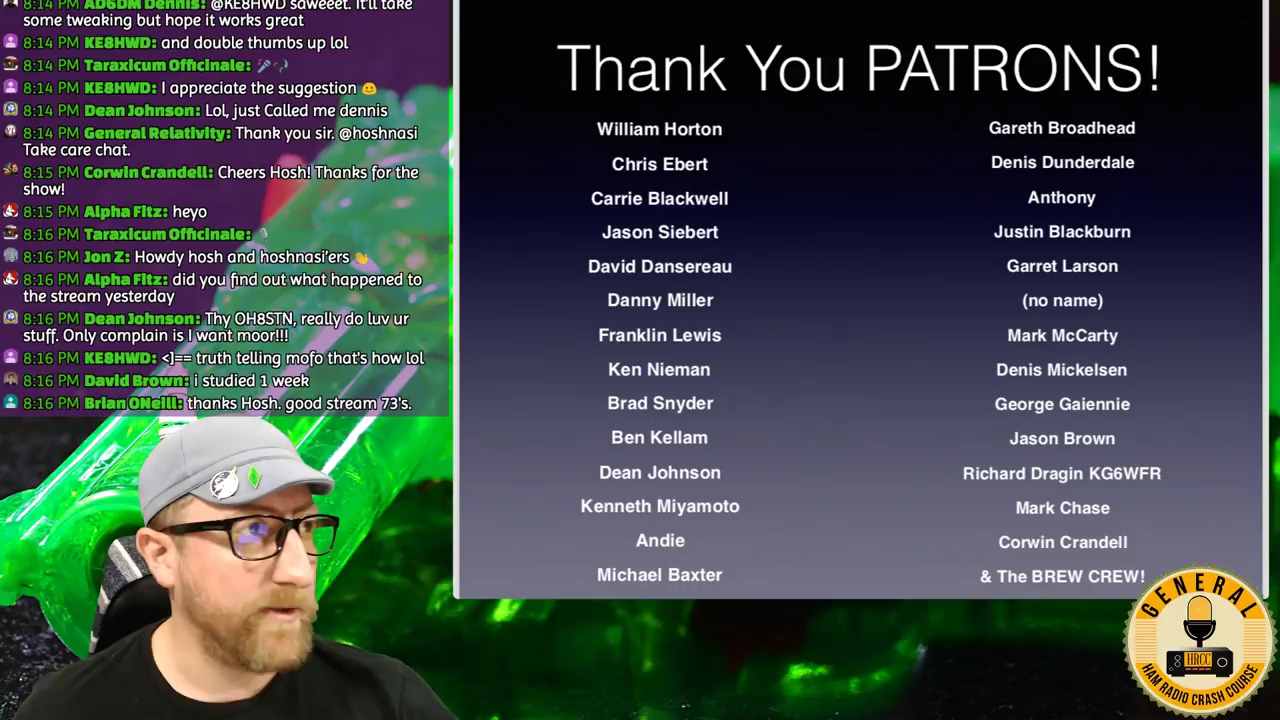 8:14 PM AD6DM Dennis: @KE8HWD saweeet. It'll take
some tweaking but hope it works great
8:14 PM KE8HWD: and double thumbs up lol
8:14 PM Taraxicum Officinale:
8:14 PM KE8HWD: I appreciate the suggestion 🙂
8:14 PM Dean Johnson: Lol, just Called me dennis
8:14 PM General Relativity: Thank you sir. @hoshnasi
Take care chat.
8:15 PM Corwin Crandell: Cheers Hosh! Thanks for the
show!
8:15 PM Alpha Fitz: heyo
8:16 PM Taraxicum Officinale:
8:16 PM Jon Z: Howdy hosh and hoshnasi'ers 👋
8:16 PM Alpha Fitz: did you find out what happened to
the stream yesterday
8:16 PM Dean Johnson: Thy OH8STN, really do luv ur
stuff. Only complain is I want moor!!!
8:16 PM KE8HWD: <]== truth telling mofo that's how lol
8:16 PM David Brown: i studied 1 week
8:16 PM Brian ONeill: thanks Hosh. good stream 73's.
Thank You PATRONS!
William Horton
Chris Ebert
Carrie Blackwell
Jason Siebert
David Dansereau
Danny Miller
Franklin Lewis
Ken Nieman
Brad Snyder
Ben Kellam
Dean Johnson
Kenneth Miyamoto
Andie
Michael Baxter
Gareth Broadhead
Denis Dunderdale
Anthony
Justin Blackburn
Garret Larson
(no name)
Mark McCarty
Denis Mickelsen
George Gaiennie
Jason Brown
Richard Dragin KG6WFR
Mark Chase
Corwin Crandell
& The BREW CREW!
GENERAL
HRCC
HAM RADIO CRASH COURSE